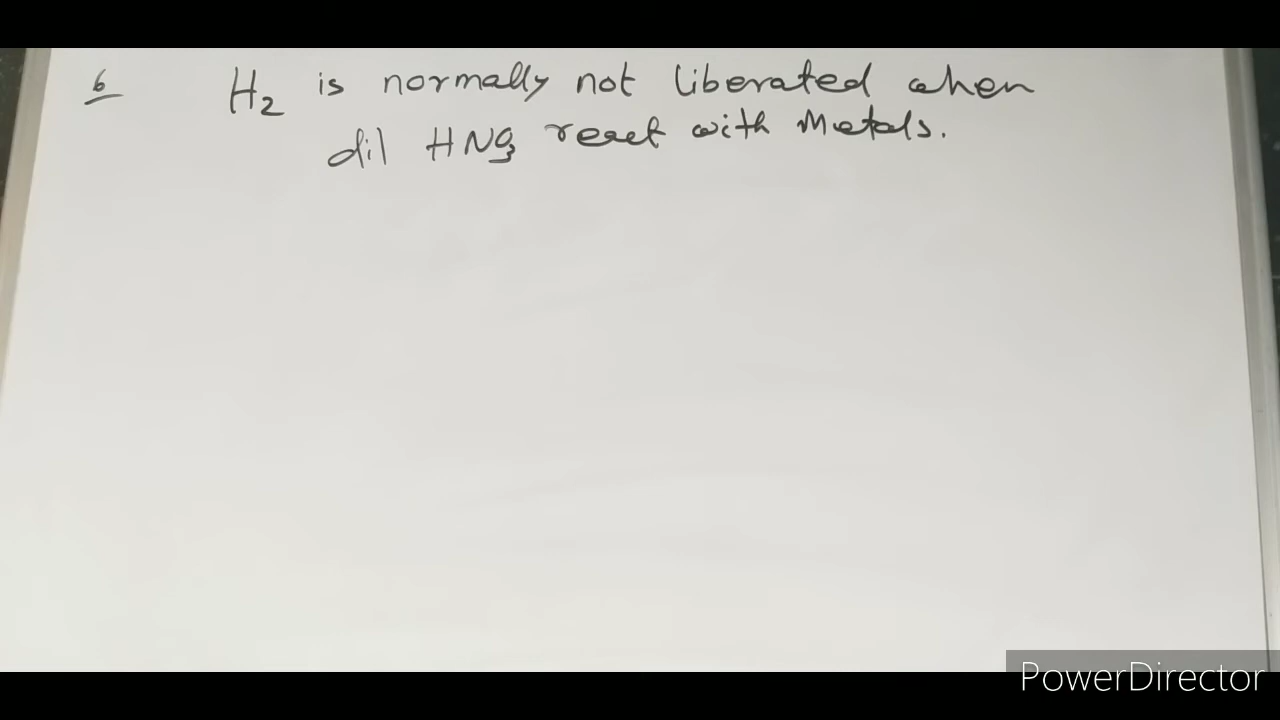 6 H₂ is normally not liberated when
dil HNO₃ react with Metals.
PowerDirector